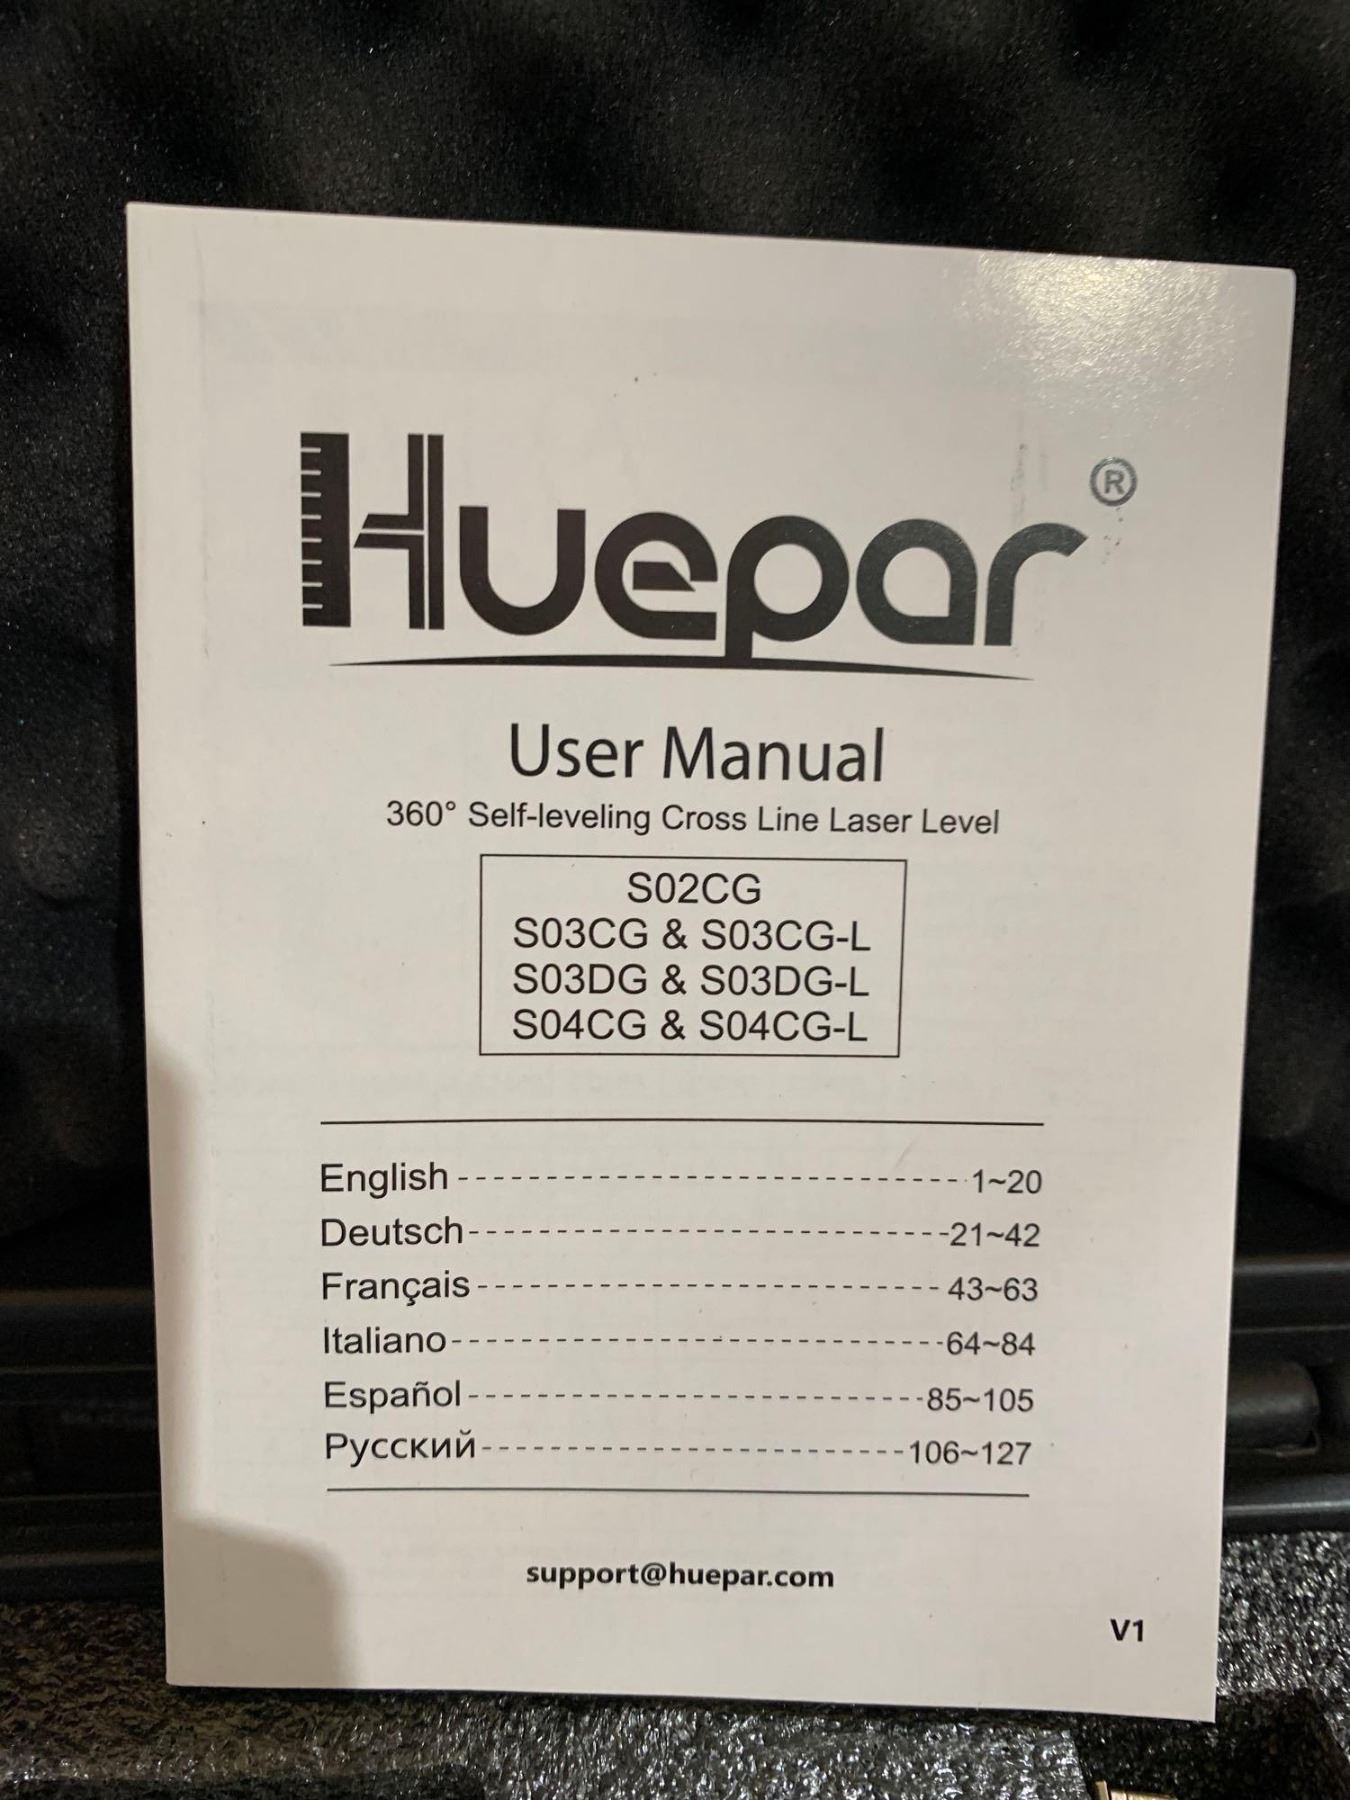 Huepar®
User Manual
360° Self-leveling Cross Line Laser Level
S02CG
S03CG & S03CG-L
S03DG & S03DG-L
S04CG & S04CG-L
English ------------------------------ 1~20
Deutsch ----------------------------- 21~42
Français ---------------------------- 43~63
Italiano ------------------------------ 64~84
Español --------------------------- 85~105
Русский ------------------------- 106~127
support@huepar.com
V1